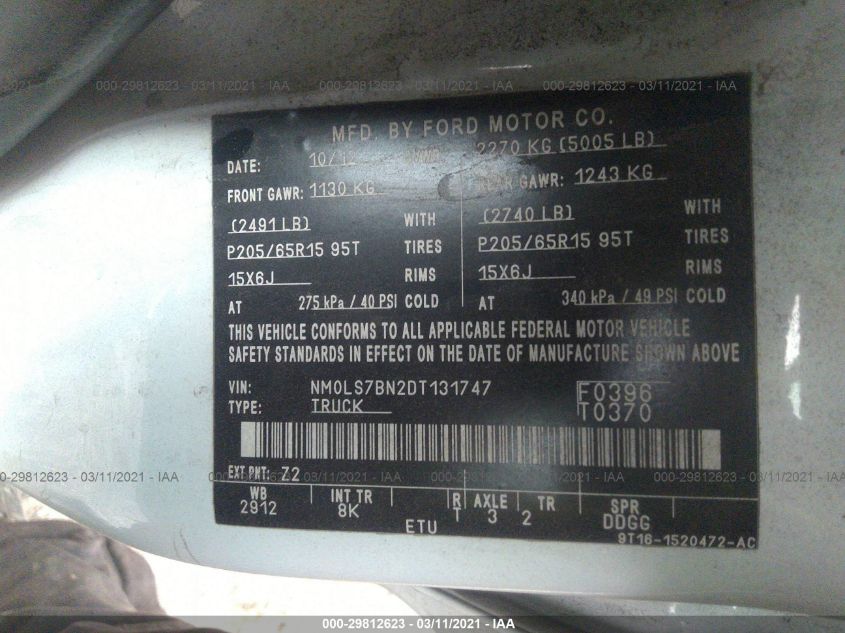 000-29812623 - 03/11/2021 - IAA
MFD. BY FORD MOTOR CO.
DATE: 10/12 2270 KG (5005 LB)
FRONT GAWR: 1130 KG GAWR: 1243 KG
(2491 LB) WITH (2740 LB) WITH
P205/65R15 95T TIRES P205/65R15 95T TIRES
15X6J RIMS 15X6J RIMS
AT 275 kPa / 40 PSI COLD AT 340 kPa / 49 PSI COLD
THIS VEHICLE CONFORMS TO ALL APPLICABLE FEDERAL MOTOR VEHICLE
SAFETY STANDARDS IN EFFECT ON THE DATE OF MANUFACTURE SHOWN ABOVE
VIN: NM0LS7BN2DT131747 F0396
TYPE: TRUCK T0370
EXT PNT: Z2
WB INT TR R AXLE TR SPR
2912 8K T 3 2 DDGG
ETU
9T16-1520472-AC
000-29812623 - 03/11/2021 - IAA